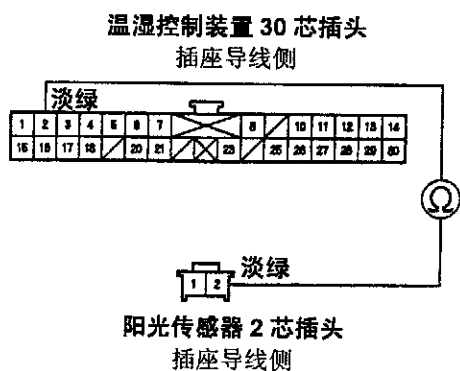 温湿控制装置 30 芯插头
插座导线侧
淡绿
1 2 3 4 5 6 7 8 10 11 12 13 14
15 16 17 18 20 21 23 25 26 27 28 29 30
Ω
淡绿
1 2
阳光传感器 2 芯插头
插座导线侧